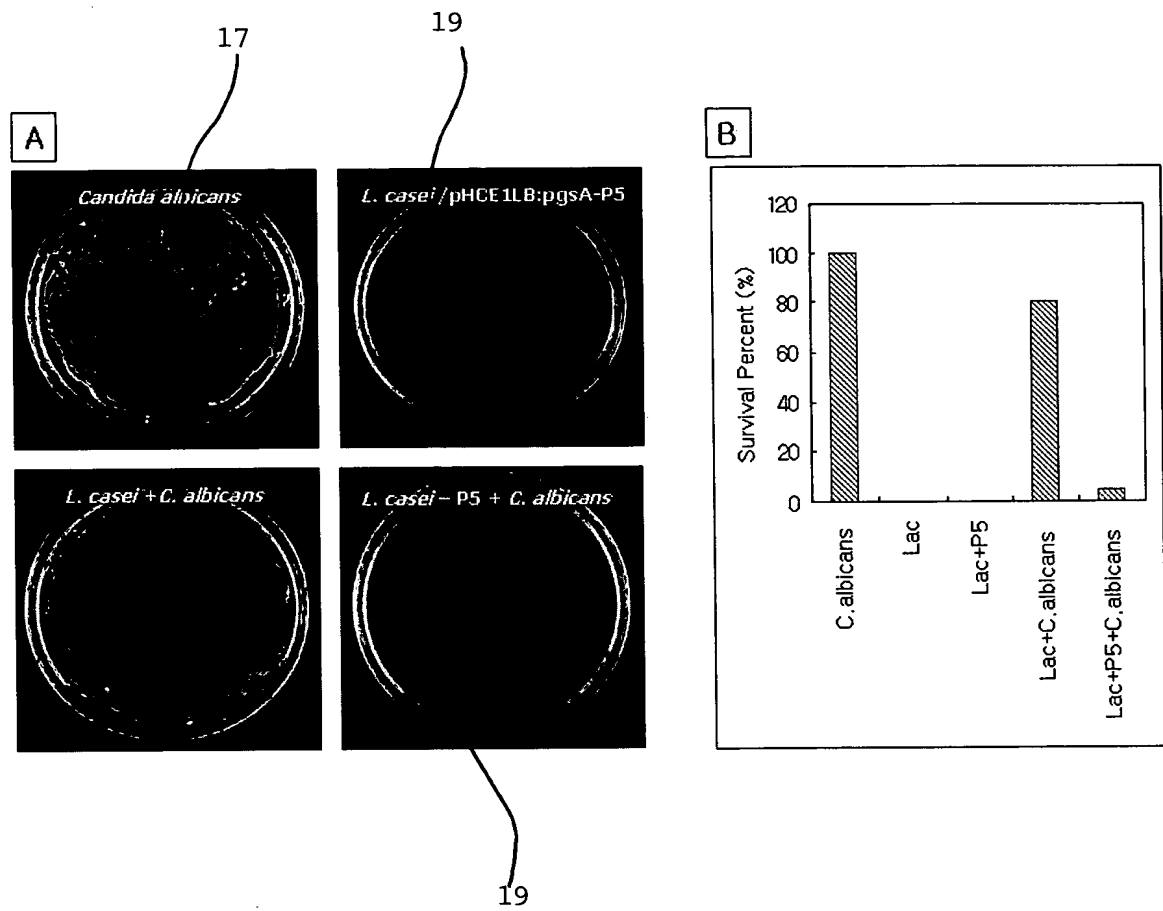 17
19
A
Candida albicans
L. casei/pHCE1LB:pgsA-P5
L. casei + C. albicans
L. casei - P5 + C. albicans
19
B
Survival Percent (%)
120
100
80
60
40
20
0
C.albicans
Lac
Lac+P5
Lac+C.albicans
Lac+P5+C.albicans